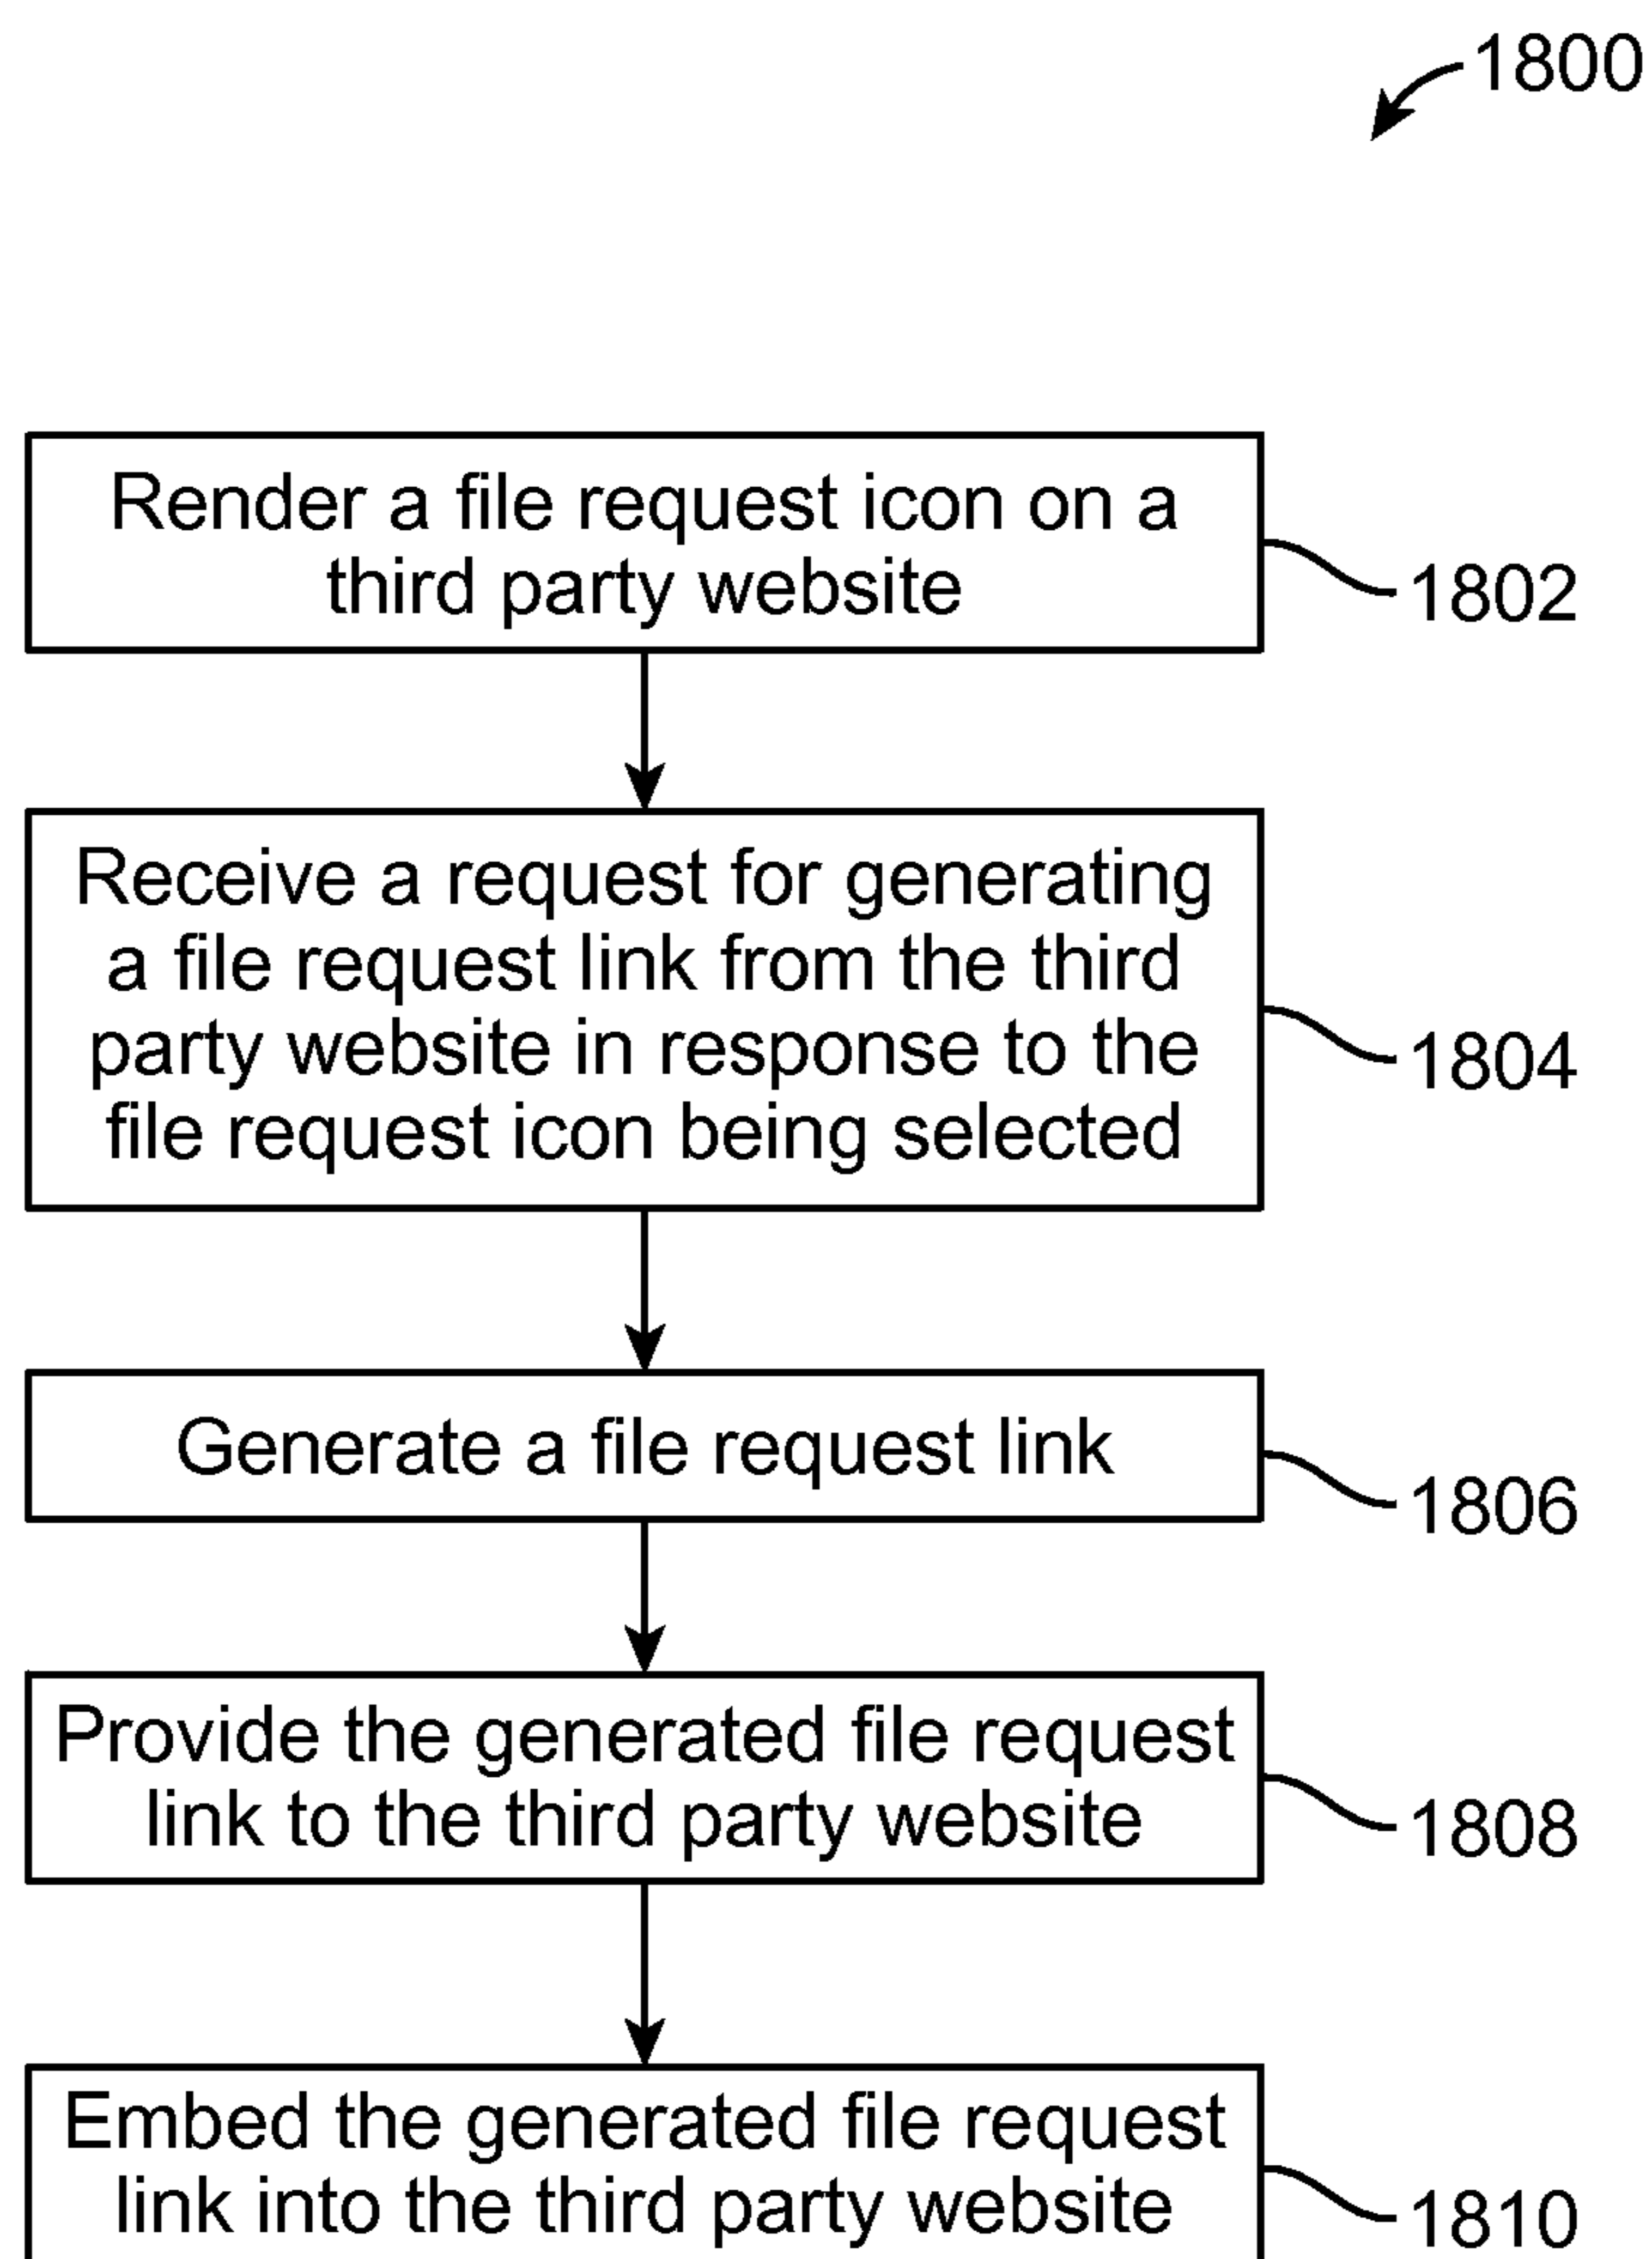 1800
Render a file request icon on a
third party website
1802
Receive a request for generating
a file request link from the third
party website in response to the
file request icon being selected
1804
Generate a file request link
1806
Provide the generated file request
link to the third party website
1808
Embed the generated file request
link into the third party website
1810